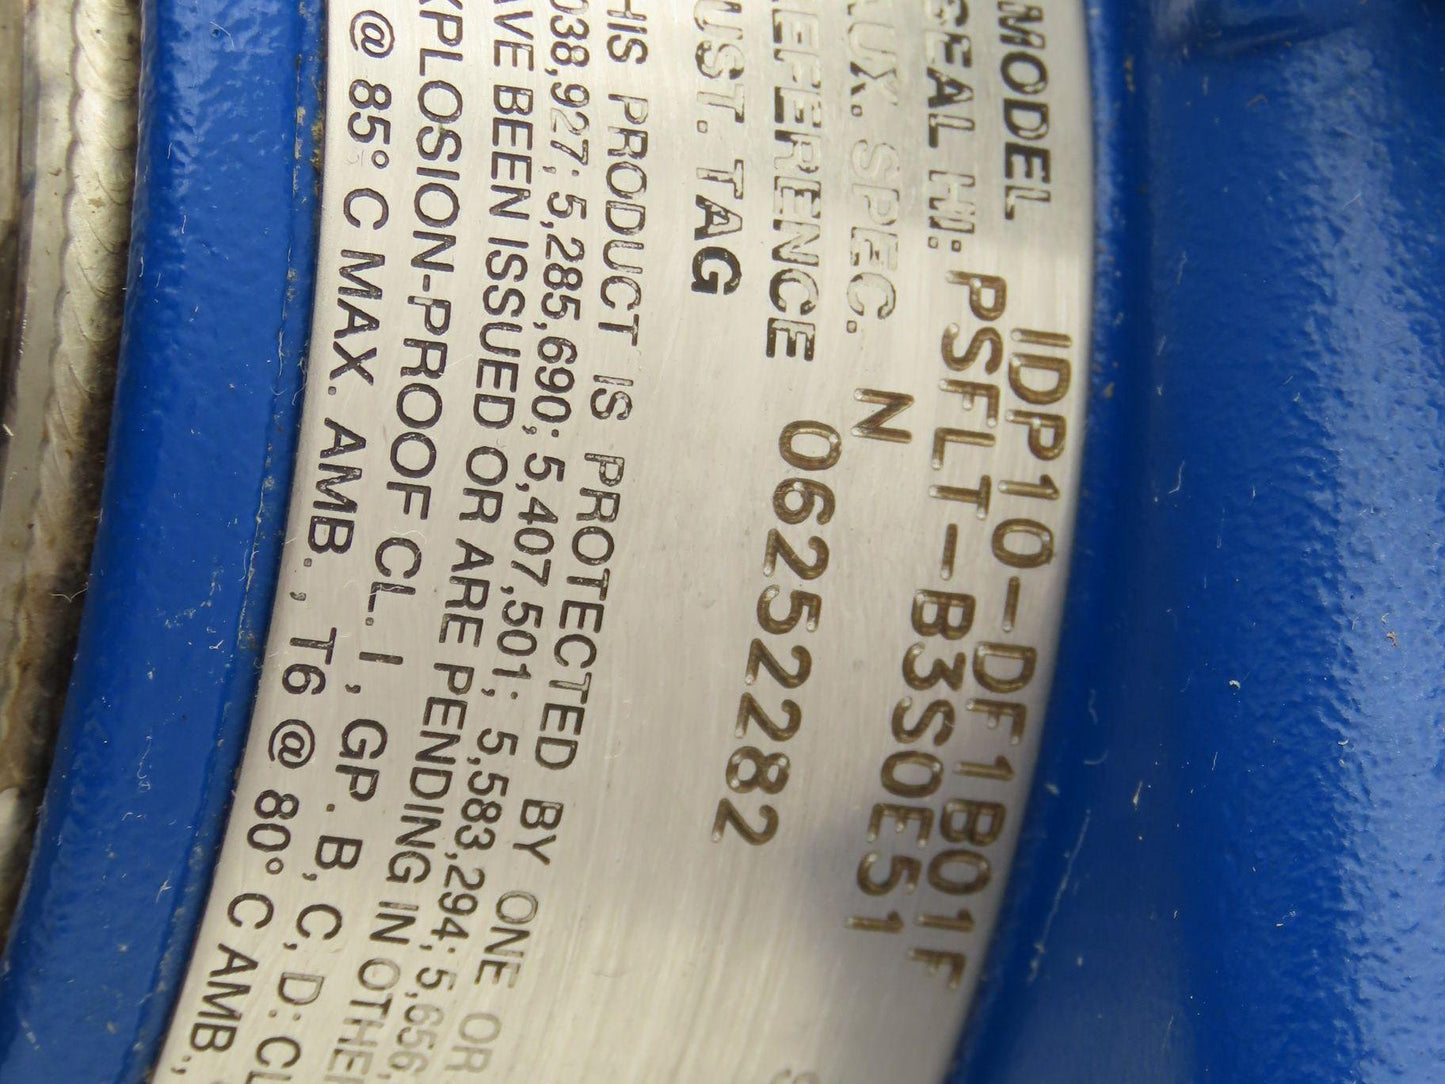 MODEL IDP10-DF1B01F
SEAL HI: PSFLT-B3S0E51
AUX. SPEC. N
REFERENCE 06252282
UST. TAG
HIS PRODUCT IS PROTECTED BY ONE OR
038,927; 5,285,690; 5,407,501; 5,583,294; 5,656,
AVE BEEN ISSUED OR ARE PENDING IN OTHER
XPLOSION-PROOF CL. I, GP. B, C, D: CL
@ 85° C MAX. AMB., T6 @ 80° C AMB.,